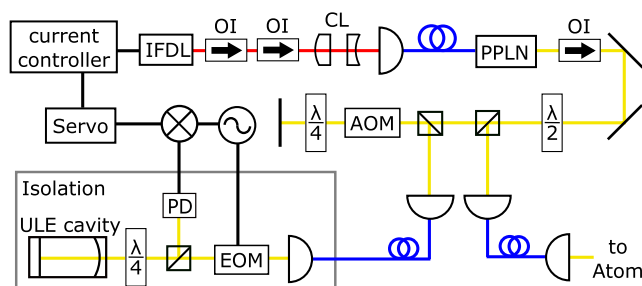 OI
OI
CL
OI
current
controller
IFDL
PPLN
λ
4
AOM
λ
2
Servo
Isolation
PD
ULE cavity
λ
4
EOM
to
Atom